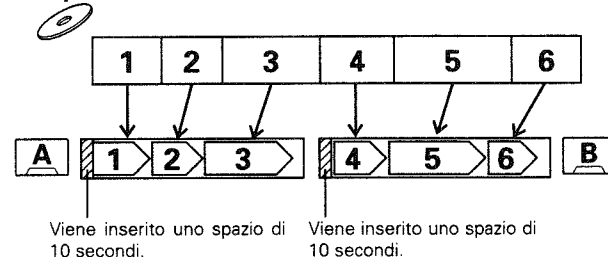 1 2 3 4 5 6
A 1 2 3 4 5 6 B
Viene inserito uno spazio di
10 secondi.
Viene inserito uno spazio di
10 secondi.